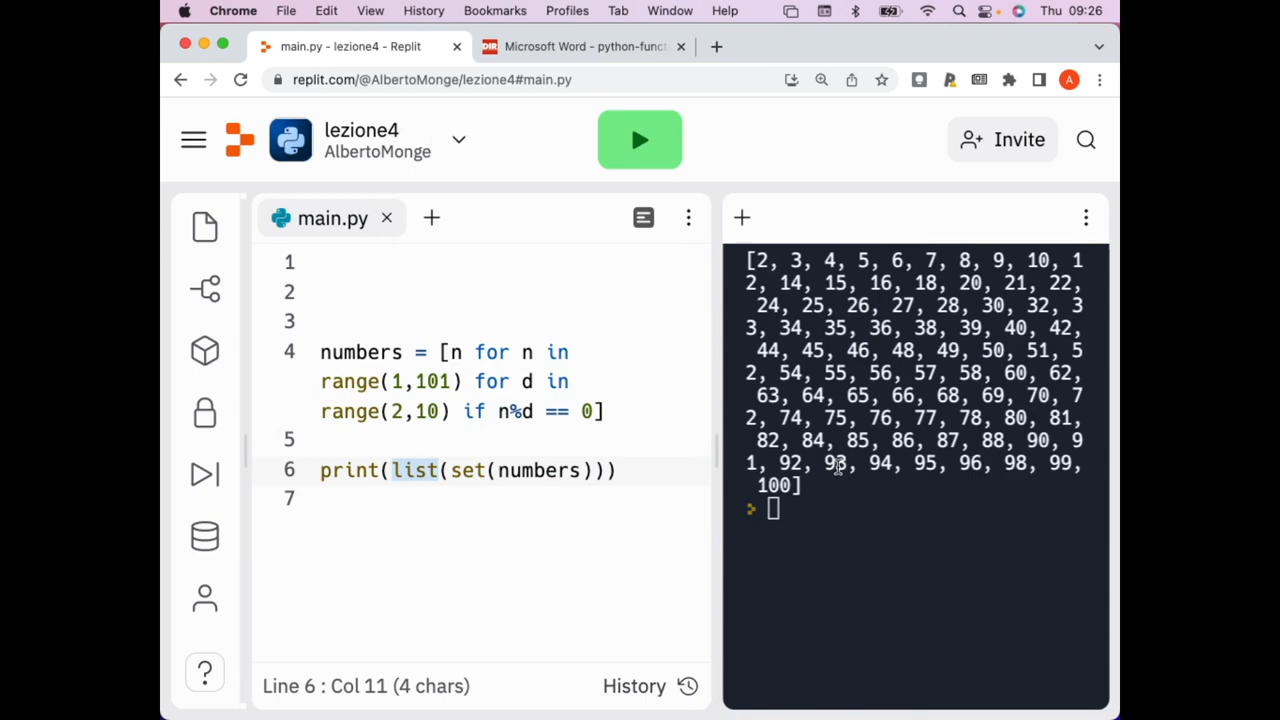 Chrome File Edit View History Bookmarks Profiles Tab Window Help Thu 09:26
main.py - lezione4 - Replit
DIR Microsoft Word - python-funct
replit.com/@AlbertoMonge/lezione4#main.py
A
lezione4
AlbertoMonge
Invite
main.py
1
2
3
4 numbers = [n for n in
range(1,101) for d in
range(2,10) if n%d == 0]
5
6 print(list(set(numbers)))
7
Line 6 : Col 11 (4 chars)
History
?
[2, 3, 4, 5, 6, 7, 8, 9, 10, 1
2, 14, 15, 16, 18, 20, 21, 22,
24, 25, 26, 27, 28, 30, 32, 3
3, 34, 35, 36, 38, 39, 40, 42,
44, 45, 46, 48, 49, 50, 51, 5
2, 54, 55, 56, 57, 58, 60, 62,
63, 64, 65, 66, 68, 69, 70, 7
2, 74, 75, 76, 77, 78, 80, 81,
82, 84, 85, 86, 87, 88, 90, 9
1, 92, 93, 94, 95, 96, 98, 99,
100]